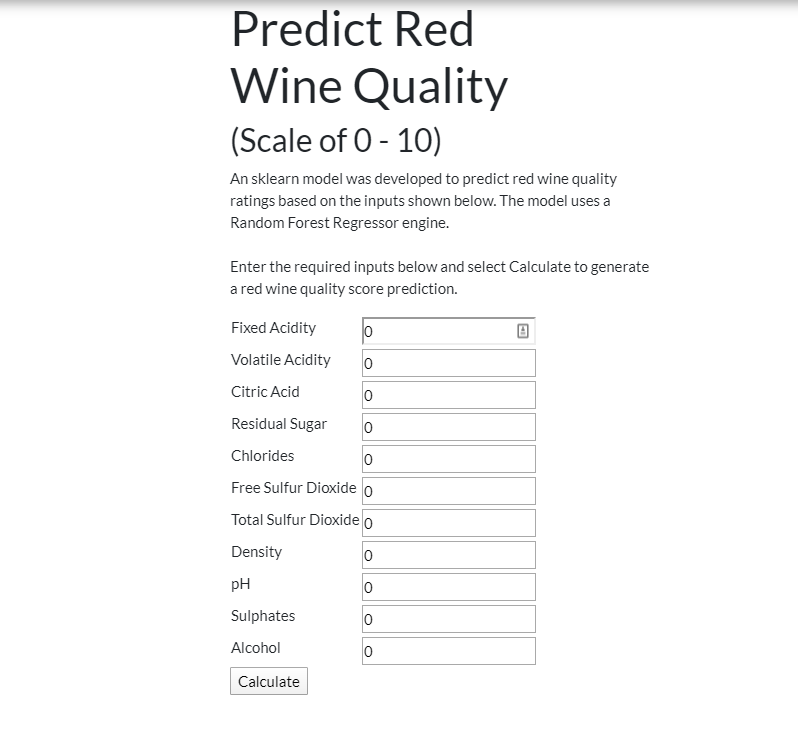 Predict Red
Wine Quality
(Scale of 0 - 10)
An sklearn model was developed to predict red wine quality
ratings based on the inputs shown below. The model uses a
Random Forest Regressor engine.
Enter the required inputs below and select Calculate to generate
a red wine quality score prediction.
Fixed Acidity 0
Volatile Acidity 0
Citric Acid 0
Residual Sugar 0
Chlorides 0
Free Sulfur Dioxide 0
Total Sulfur Dioxide 0
Density 0
pH 0
Sulphates 0
Alcohol 0
Calculate